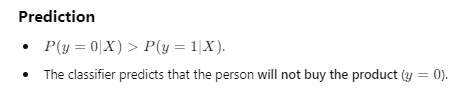 Prediction
• P(y = 0|X) > P(y = 1|X).
• The classifier predicts that the person will not buy the product (y = 0).